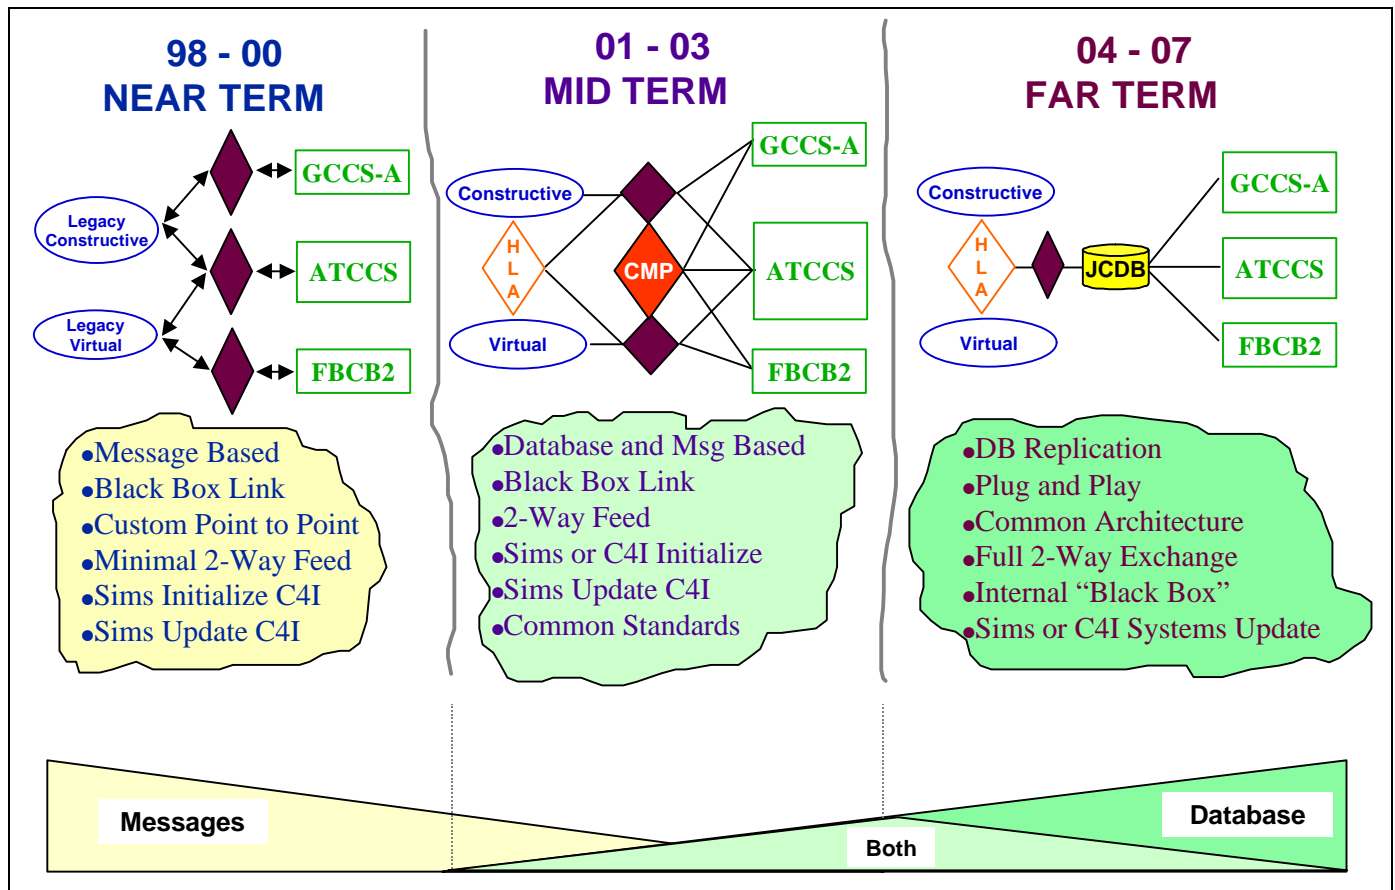 98 - 00
NEAR TERM
Legacy
Constructive
Legacy
Virtual
GCCS-A
ATCCS
FBCB2
●Message Based
●Black Box Link
●Custom Point to Point
●Minimal 2-Way Feed
●Sims Initialize C4I
●Sims Update C4I
01 - 03
MID TERM
Constructive
H
L
A
Virtual
CMP
GCCS-A
ATCCS
FBCB2
●Database and Msg Based
●Black Box Link
●2-Way Feed
●Sims or C4I Initialize
●Sims Update C4I
●Common Standards
04 - 07
FAR TERM
Constructive
H
L
A
Virtual
JCDB
GCCS-A
ATCCS
FBCB2
●DB Replication
●Plug and Play
●Common Architecture
●Full 2-Way Exchange
●Internal “Black Box”
●Sims or C4I Systems Update
Messages
Both
Database